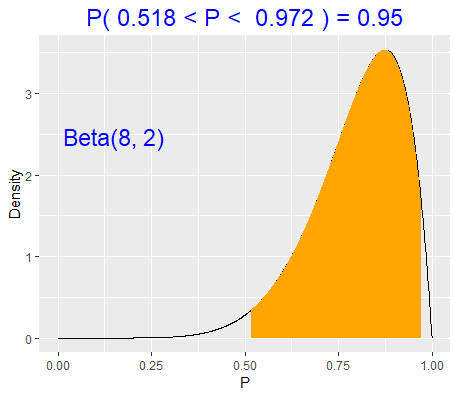 P( 0.518 < P <  0.972 ) = 0.95
Beta(8, 2)
Density
3
2
1
0
0.00 0.25 0.50 0.75 1.00
P